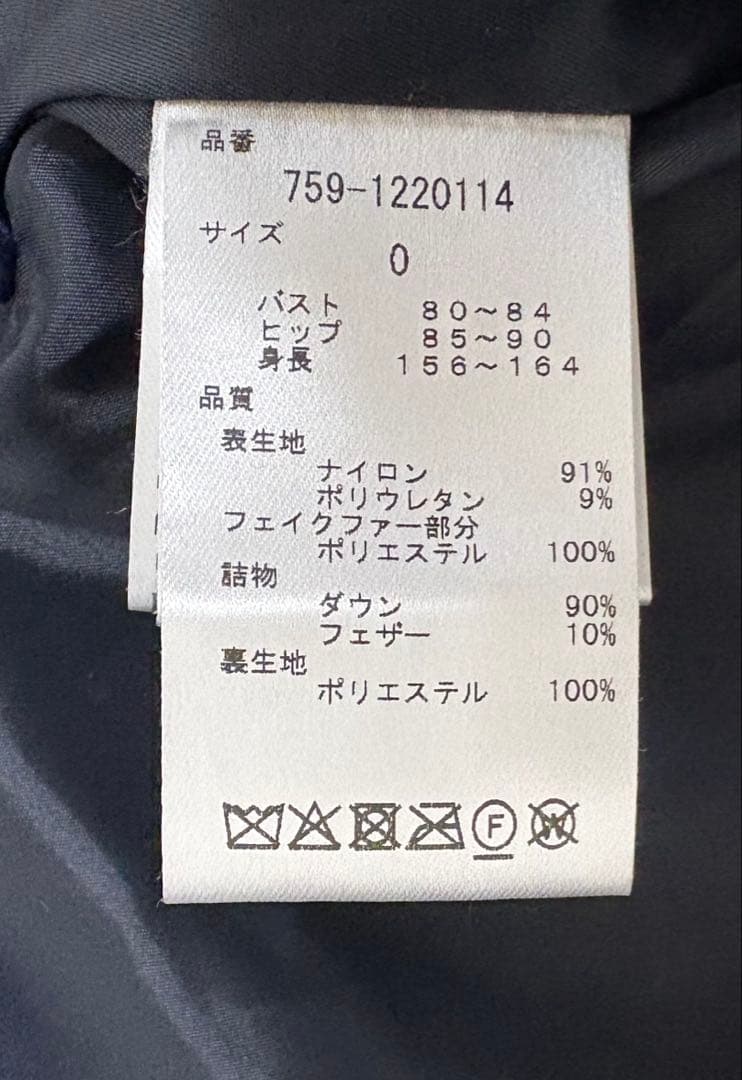 品番
759-1220114
サイズ
0
バスト 80～84
ヒップ 85～90
身長 156～164
品質
表生地
ナイロン 91%
ポリウレタン 9%
フェイクファー部分
ポリエステル 100%
詰物
ダウン 90%
フェザー 10%
裏生地
ポリエステル 100%
F W